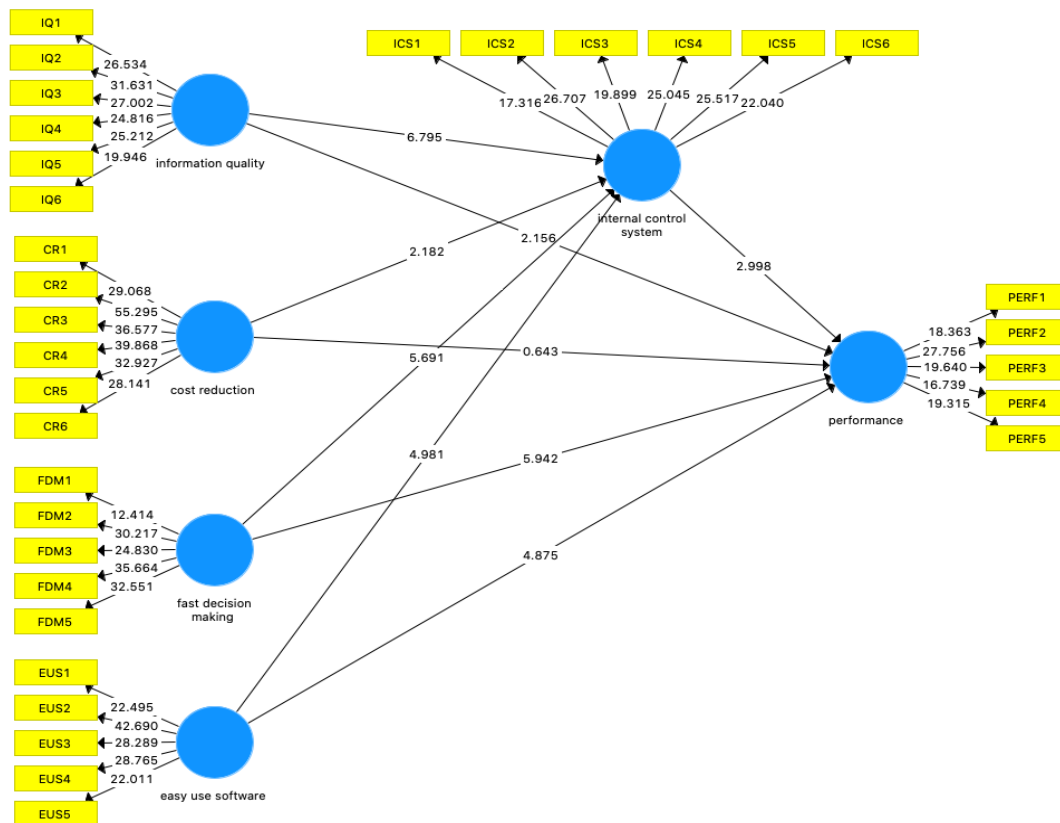 IQ1
IQ2
IQ3
IQ4
IQ5
IQ6
26.534
31.631
27.002
24.816
25.212
19.946
information quality
ICS1
ICS2
ICS3
ICS4
ICS5
ICS6
17.316
26.707
19.899
25.045
25.517
22.040
internal control
system
6.795
2.156
2.182
2.998
CR1
CR2
CR3
CR4
CR5
CR6
29.068
55.295
36.577
39.868
32.927
28.141
cost reduction
5.691
0.643
PERF1
PERF2
PERF3
PERF4
PERF5
18.363
27.756
19.640
16.739
19.315
performance
FDM1
FDM2
FDM3
FDM4
FDM5
12.414
30.217
24.830
35.664
32.551
fast decision
making
4.981
5.942
4.875
EUS1
EUS2
EUS3
EUS4
EUS5
22.495
42.690
28.289
28.765
22.011
easy use software